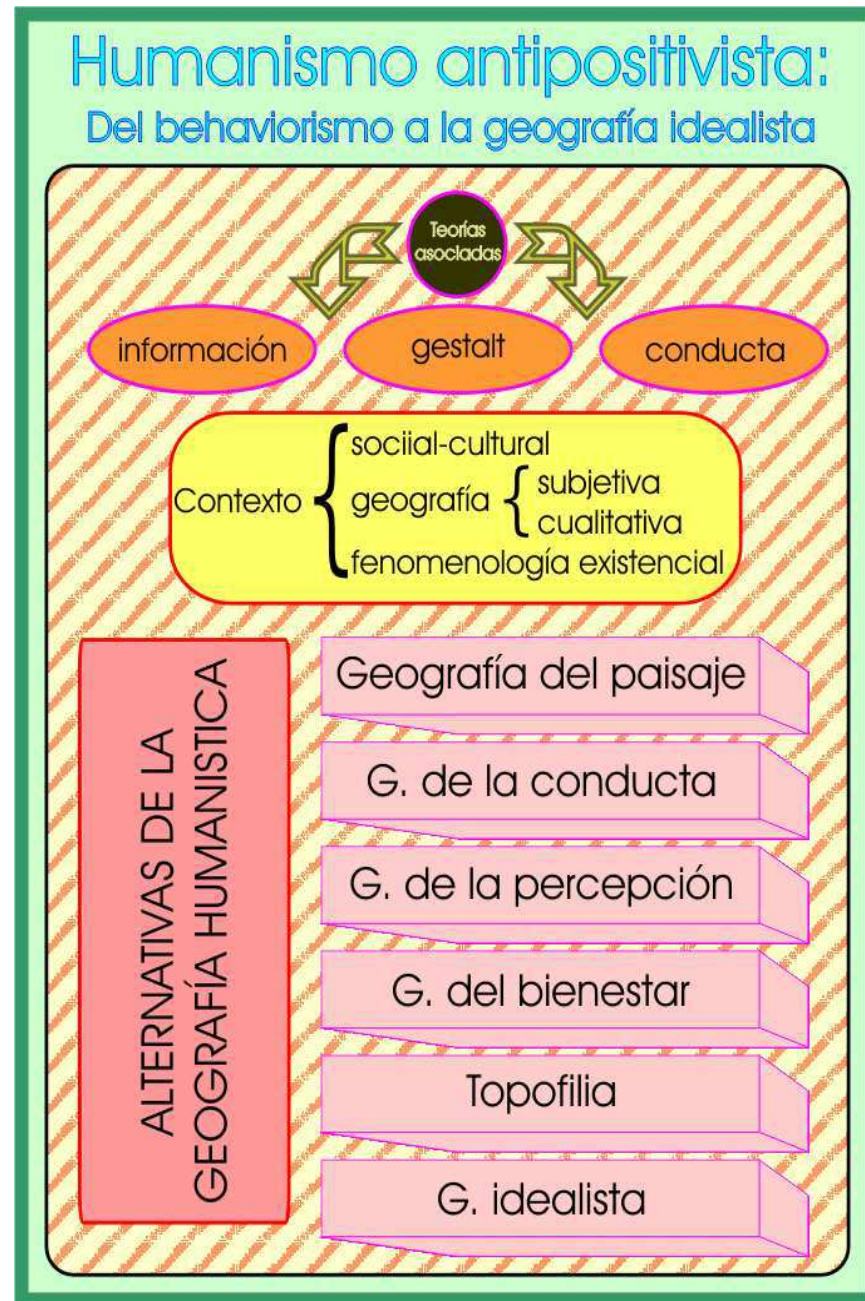 Humanismo antipositivista:
Del behaviorismo a la geografía idealista
Teorías
asociadas
información
gestalt
conducta
Contexto
sociial-cultural
geografía
subjetiva
cualitativa
fenomenología existencial
ALTERNATIVAS DE LA
GEOGRAFÍA HUMANISTICA
Geografía del paisaje
G. de la conducta
G. de la percepción
G. del bienestar
Topofilia
G. idealista